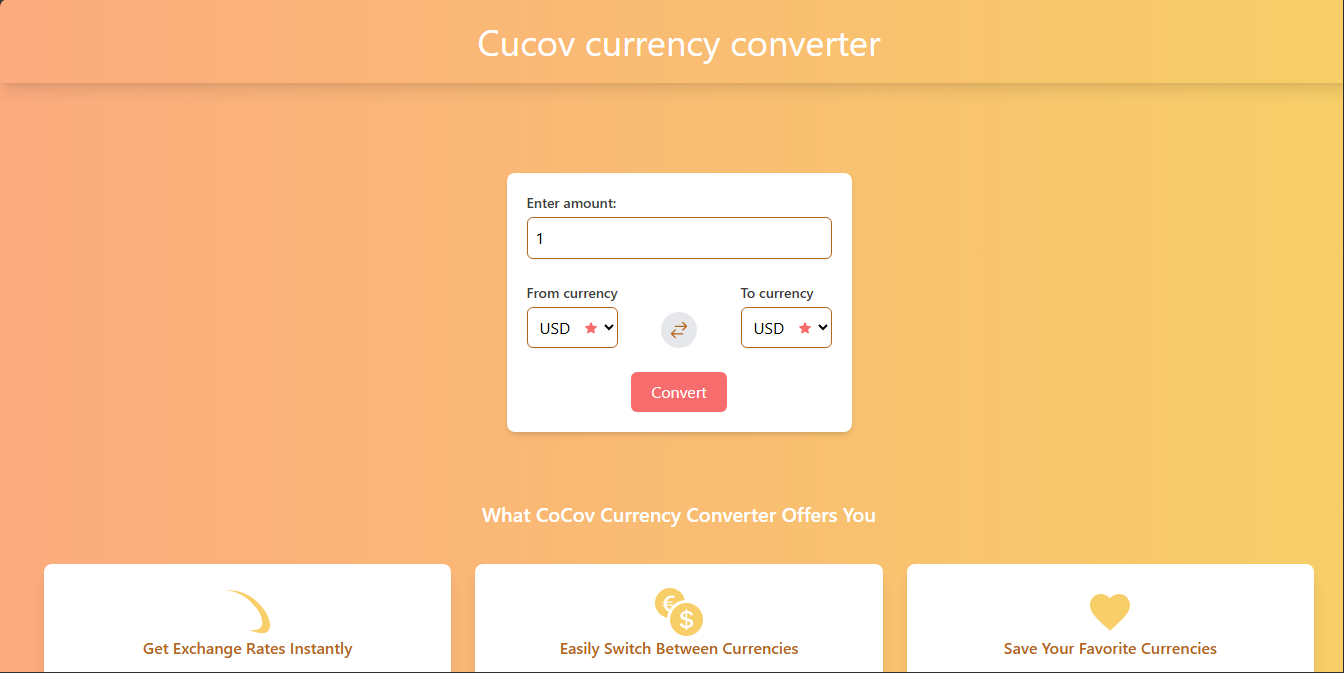 Cucov currency converter
Enter amount:
1
From currency
To currency
USD
USD
Convert
What CoCov Currency Converter Offers You
€
$
Get Exchange Rates Instantly
Easily Switch Between Currencies
Save Your Favorite Currencies